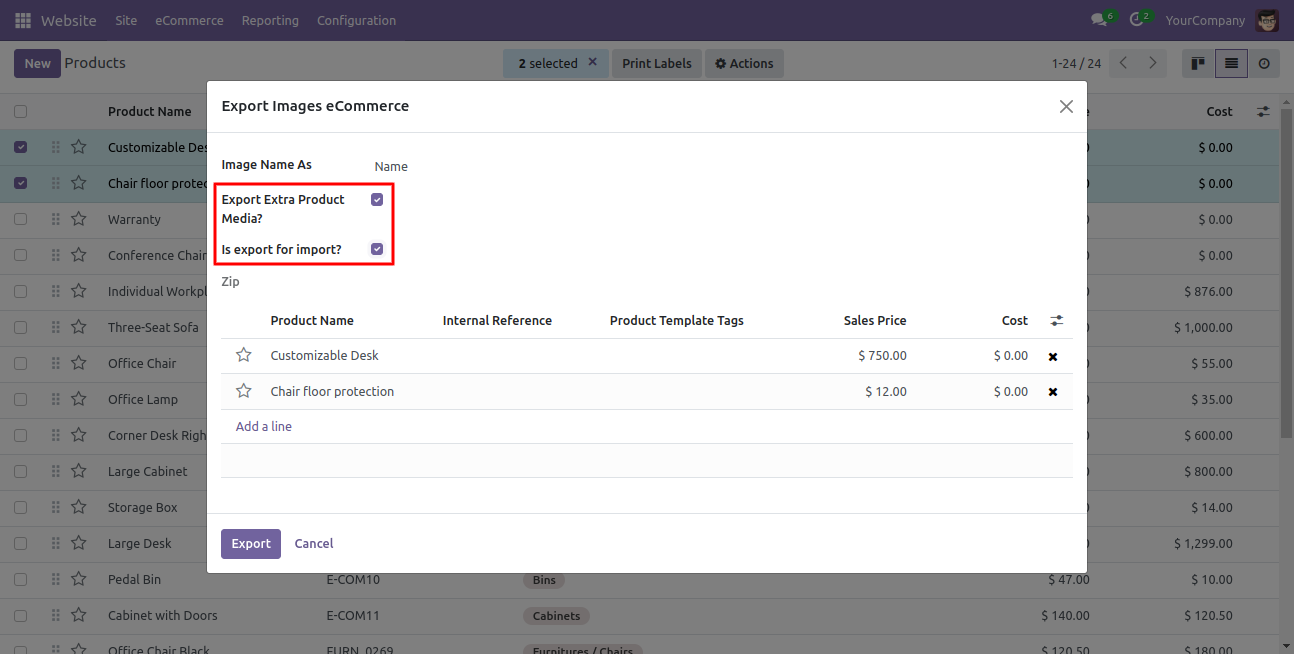 Website Site eCommerce Reporting Configuration 6 2 YourCompany
New Products 2 selected × Print Labels Actions 1-24 / 24
Product Name Cost
Export Images eCommerce
Customizable Des $ 0.00
Chair floor protec $ 0.00
Warranty $ 0.00
Conference Chair $ 0.00
Individual Workpl $ 876.00
Three-Seat Sofa $ 1,000.00
Office Chair $ 55.00
Office Lamp $ 35.00
Corner Desk Righ $ 600.00
Large Cabinet $ 800.00
Storage Box $ 14.00
Large Desk $ 1,299.00
Image Name As Name
Export Extra Product
Media?
Is export for import?
Zip
Product Name Internal Reference Product Template Tags Sales Price Cost
Customizable Desk $ 750.00 $ 0.00
Chair floor protection $ 12.00 $ 0.00
Add a line
Export Cancel
Pedal Bin E-COM10 Bins $ 47.00 $ 10.00
Cabinet with Doors E-COM11 Cabinets $ 140.00 $ 120.50
Office Chair Black FURN_0269 Furnitures / Chairs $ 120.50 $ 180.00